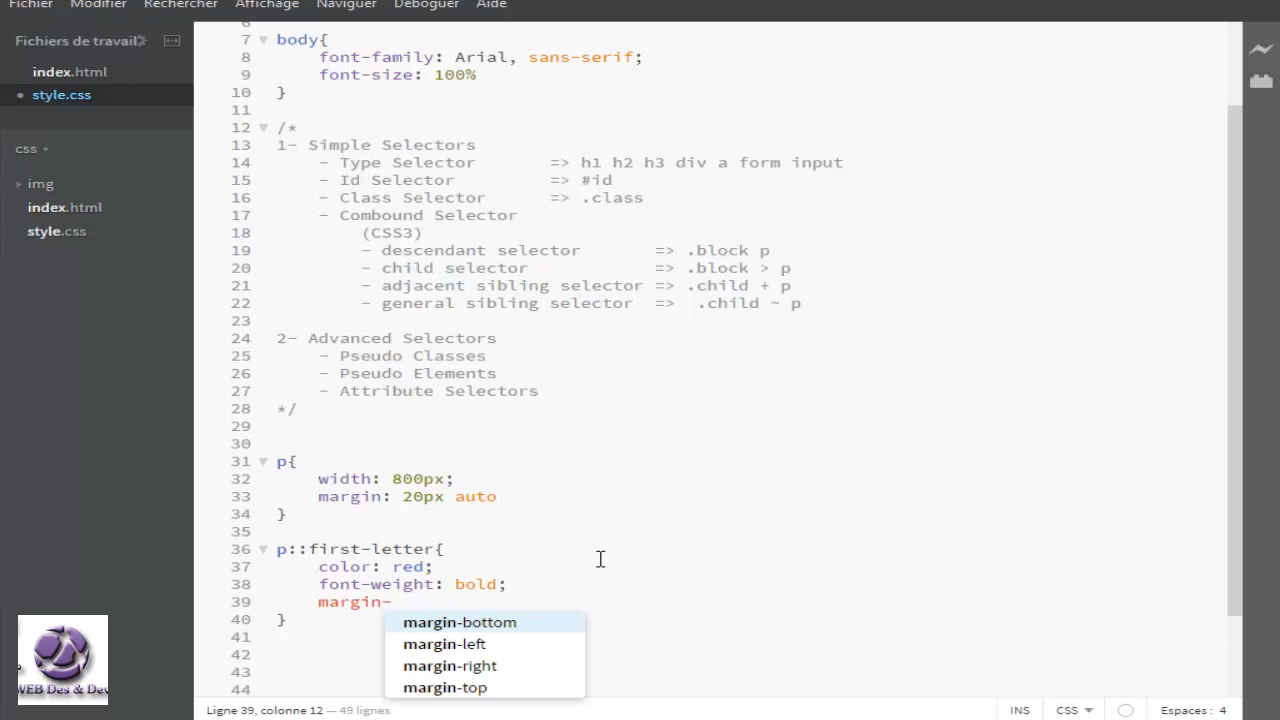 Fichier Modifier Rechercher Affichage Naviguer Déboguer Aide
Fichiers de travail
index.html
style.css
css
img
index.html
style.css
6
7 body{
8 font-family: Arial, sans-serif;
9 font-size: 100%
10 }
11
12 /*
13 1- Simple Selectors
14 - Type Selector => h1 h2 h3 div a form input
15 - Id Selector => #id
16 - Class Selector => .class
17 - Combound Selector
18 (CSS3)
19 - descendant selector => .block p
20 - child selector => .block > p
21 - adjacent sibling selector => .child + p
22 - general sibling selector => .child ~ p
23
24 2- Advanced Selectors
25 - Pseudo Classes
26 - Pseudo Elements
27 - Attribute Selectors
28 */
29
30
31 p{
32 width: 800px;
33 margin: 20px auto
34 }
35
36 p::first-letter{
37 color: red;
38 font-weight: bold;
39 margin-
40 }
41
42
43
44
margin-bottom
margin-left
margin-right
margin-top
WEB Des & Dev
Ligne 39, colonne 12 — 49 lignes
INS CSS Espaces : 4